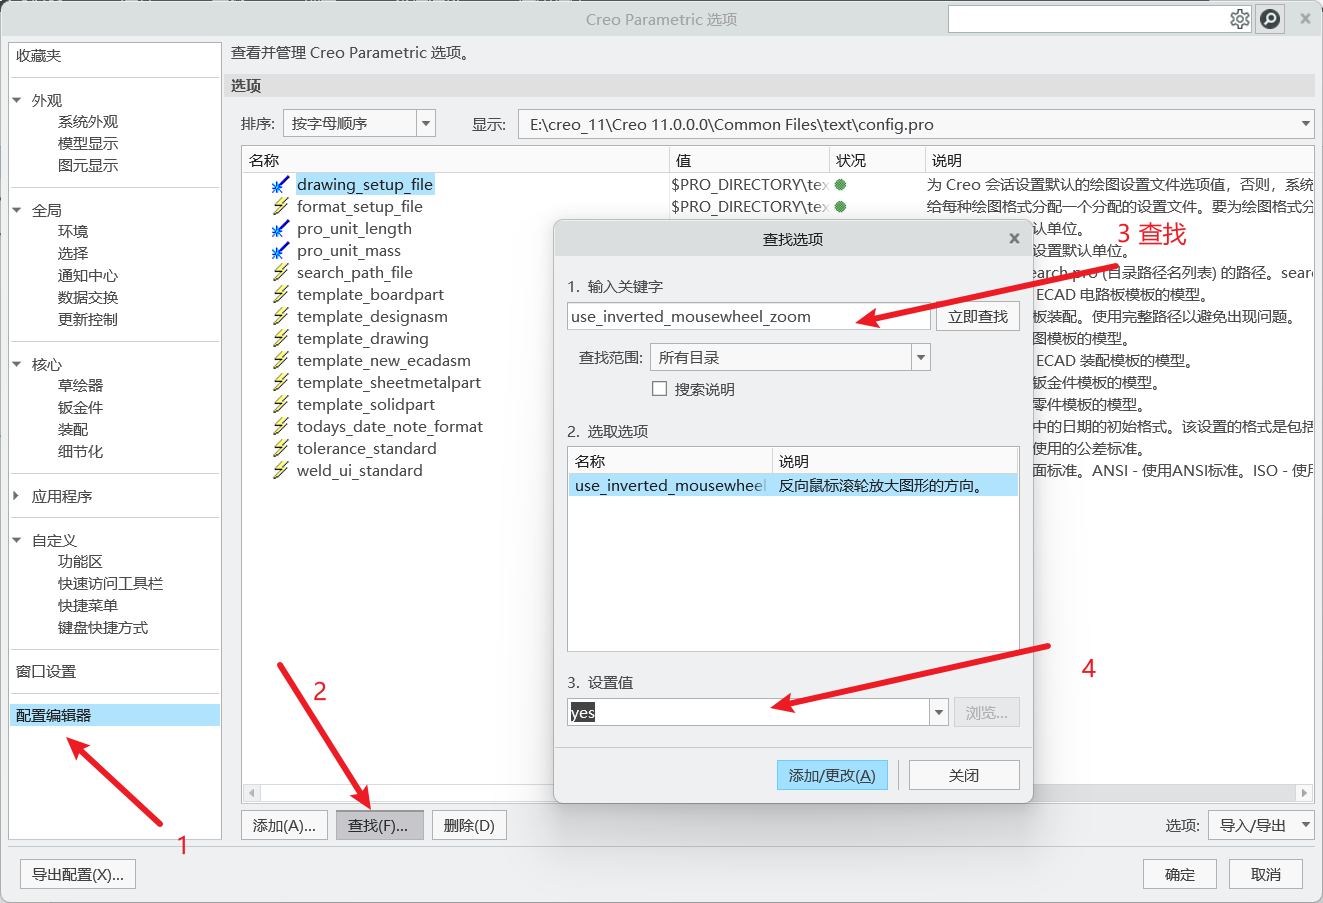 Creo Parametric 选项
收藏夹
外观
系统外观
模型显示
图元显示
全局
环境
选择
通知中心
数据交换
更新控制
核心
草绘器
钣金件
装配
细节化
应用程序
自定义
功能区
快速访问工具栏
快捷菜单
键盘快捷方式
窗口设置
配置编辑器
1
查看并管理 Creo Parametric 选项。
选项
排序: 按字母顺序 显示: E:\creo_11\Creo 11.0.0.0\Common Files\text\config.pro
名称 值 状况 说明
drawing_setup_file $PRO_DIRECTORY\tex 为 Creo 会话设置默认的绘图设置文件选项值，否则，系统
format_setup_file $PRO_DIRECTORY\tex 给每种绘图格式分配一个分配的设置文件。要为绘图格式分
pro_unit_length 认单位。
pro_unit_mass 设置默认单位。
search_path_file earch.pro (目录路径名列表) 的路径。sear
template_boardpart ECAD 电路板模板的模型。
template_designasm 板装配。使用完整路径以避免出现问题。
template_drawing 图模板的模型。
template_new_ecadasm ECAD 装配模板的模型。
template_sheetmetalpart 钣金件模板的模型。
template_solidpart 零件模板的模型。
todays_date_note_format 中的日期的初始格式。该设置的格式是包括
tolerance_standard 使用的公差标准。
weld_ui_standard 面标准。ANSI - 使用ANSI标准。ISO - 使用
2
3 查找
查找选项
1. 输入关键字
use_inverted_mousewheel_zoom 立即查找
查找范围: 所有目录
搜索说明
2. 选取选项
名称 说明
use_inverted_mousewheel 反向鼠标滚轮放大图形的方向。
3. 设置值
yes 浏览...
4
添加/更改(A) 关闭
添加(A)... 查找(F)... 删除(D) 选项: 导入/导出
导出配置(X)... 确定 取消